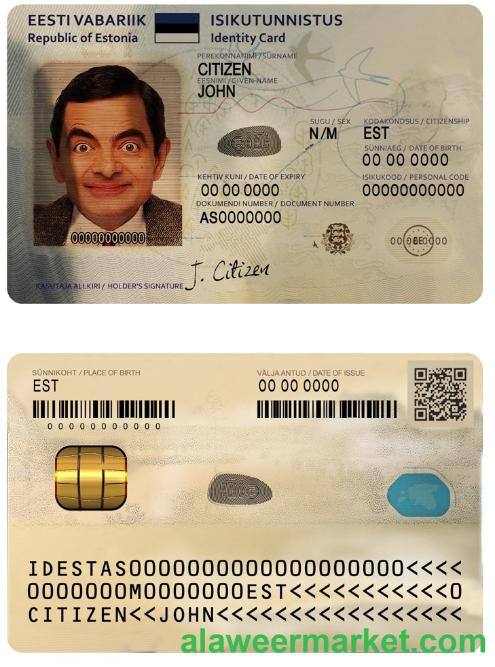 EESTI VABARIIK
Republic of Estonia
ISIKUTUNNISTUS
Identity Card
PEREKONNANIMI/SURNAME
CITIZEN
EESNIMI/GIVEN NAME
JOHN
SUGU / SEX
N/M
KODAKONDSUS / CITIZENSHIP
EST
SÜNNIAEG / DATE OF BIRTH
00 00 0000
KEHTIV KUNI / DATE OF EXPIRY
00 00 0000
ISIKUKOOD / PERSONAL CODE
00000000000
DOKUMENDI NUMBER / DOCUMENT NUMBER
AS0000000
00000000000
J. Citizen
KASUTAJA ALLKIRI / HOLDER'S SIGNATURE
SÜNNIKOHT / PLACE OF BIRTH
EST
00000000000
VÄLJA ANTUD / DATE OF ISSUE
00 00 0000
IDESTAS00000000000000000000<<<<
0000000M0000000EST<<<<<<<<<<<0
CITIZEN<<JOHN<<<<<<<<<<<<<<<<<
alaweermarket.com